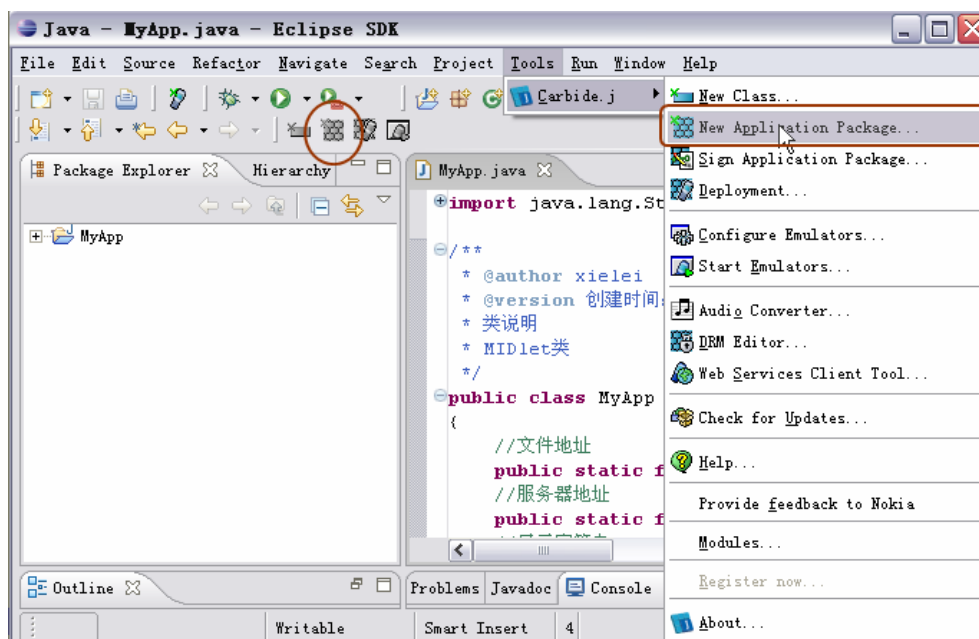 Java - MyApp.java - Eclipse SDK
File Edit Source Refactor Navigate Search Project Tools Run Window Help
Carbide.j
New Class...
New Application Package...
Sign Application Package...
Deployment...
Configure Emulators...
Start Emulators...
Audio Converter...
DRM Editor...
Web Services Client Tool...
Check for Updates...
Help...
Provide feedback to Nokia
Modules...
Register now...
About...
Package Explorer
Hierarchy
MyApp
MyApp.java
import java.lang.St
/**
* @author xielei
* @version 创建时间:
* 类说明
* MIDlet类
*/
public class MyApp
{
//文件地址
public static f
//服务器地址
public static f
Outline
Problems Javadoc Console
Writable Smart Insert 4